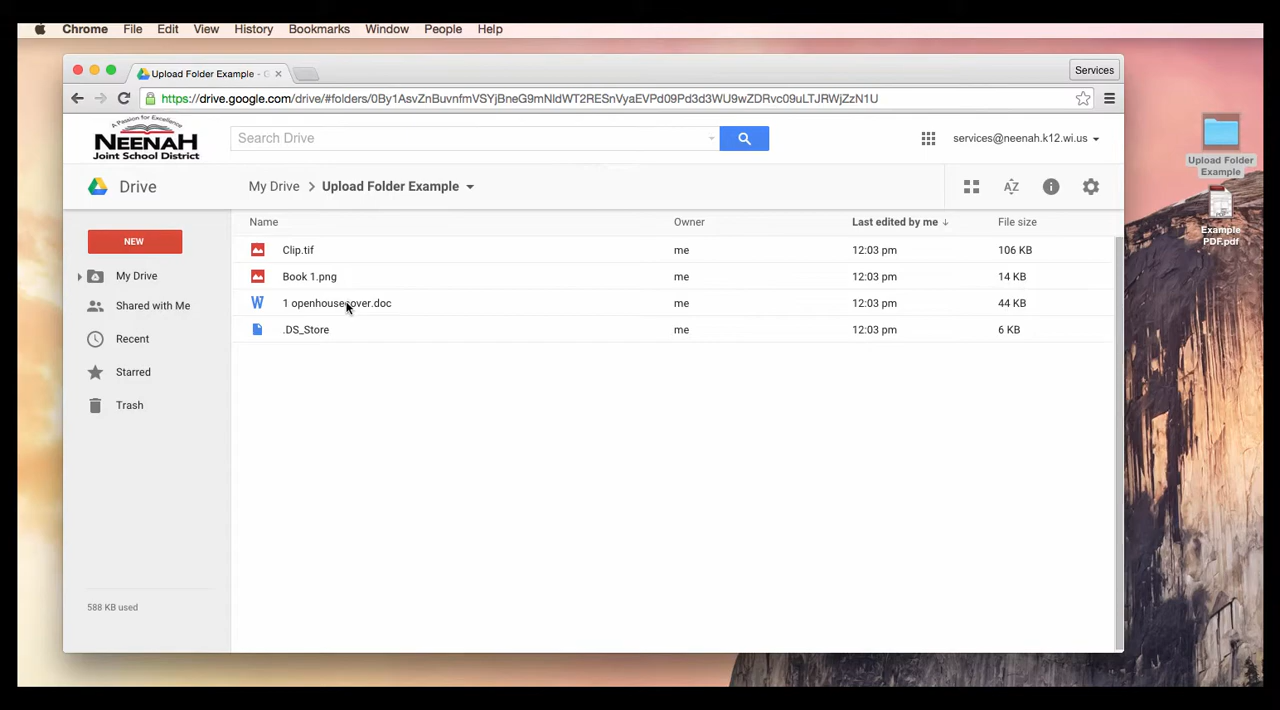 Chrome File Edit View History Bookmarks Window People Help
Upload Folder Example -
Services
https://drive.google.com/drive/#folders/0By1AsvZnBuvnfmVSYjBneG9mNldWT2RESnVyaEVPd09Pd3d3WU9wZDRvc09uLTJRWjZzN1U
A Passion for Excellence
NEENAH
Joint School District
Search Drive
services@neenah.k12.wi.us
Drive
My Drive > Upload Folder Example
AZ
NEW
My Drive
Shared with Me
Recent
Starred
Trash
588 KB used
Name Owner Last edited by me ↓ File size
Clip.tif me 12:03 pm 106 KB
Book 1.png me 12:03 pm 14 KB
W 1 openhouse cover.doc me 12:03 pm 44 KB
.DS_Store me 12:03 pm 6 KB
Upload Folder
Example
PDF
Example
PDF.pdf